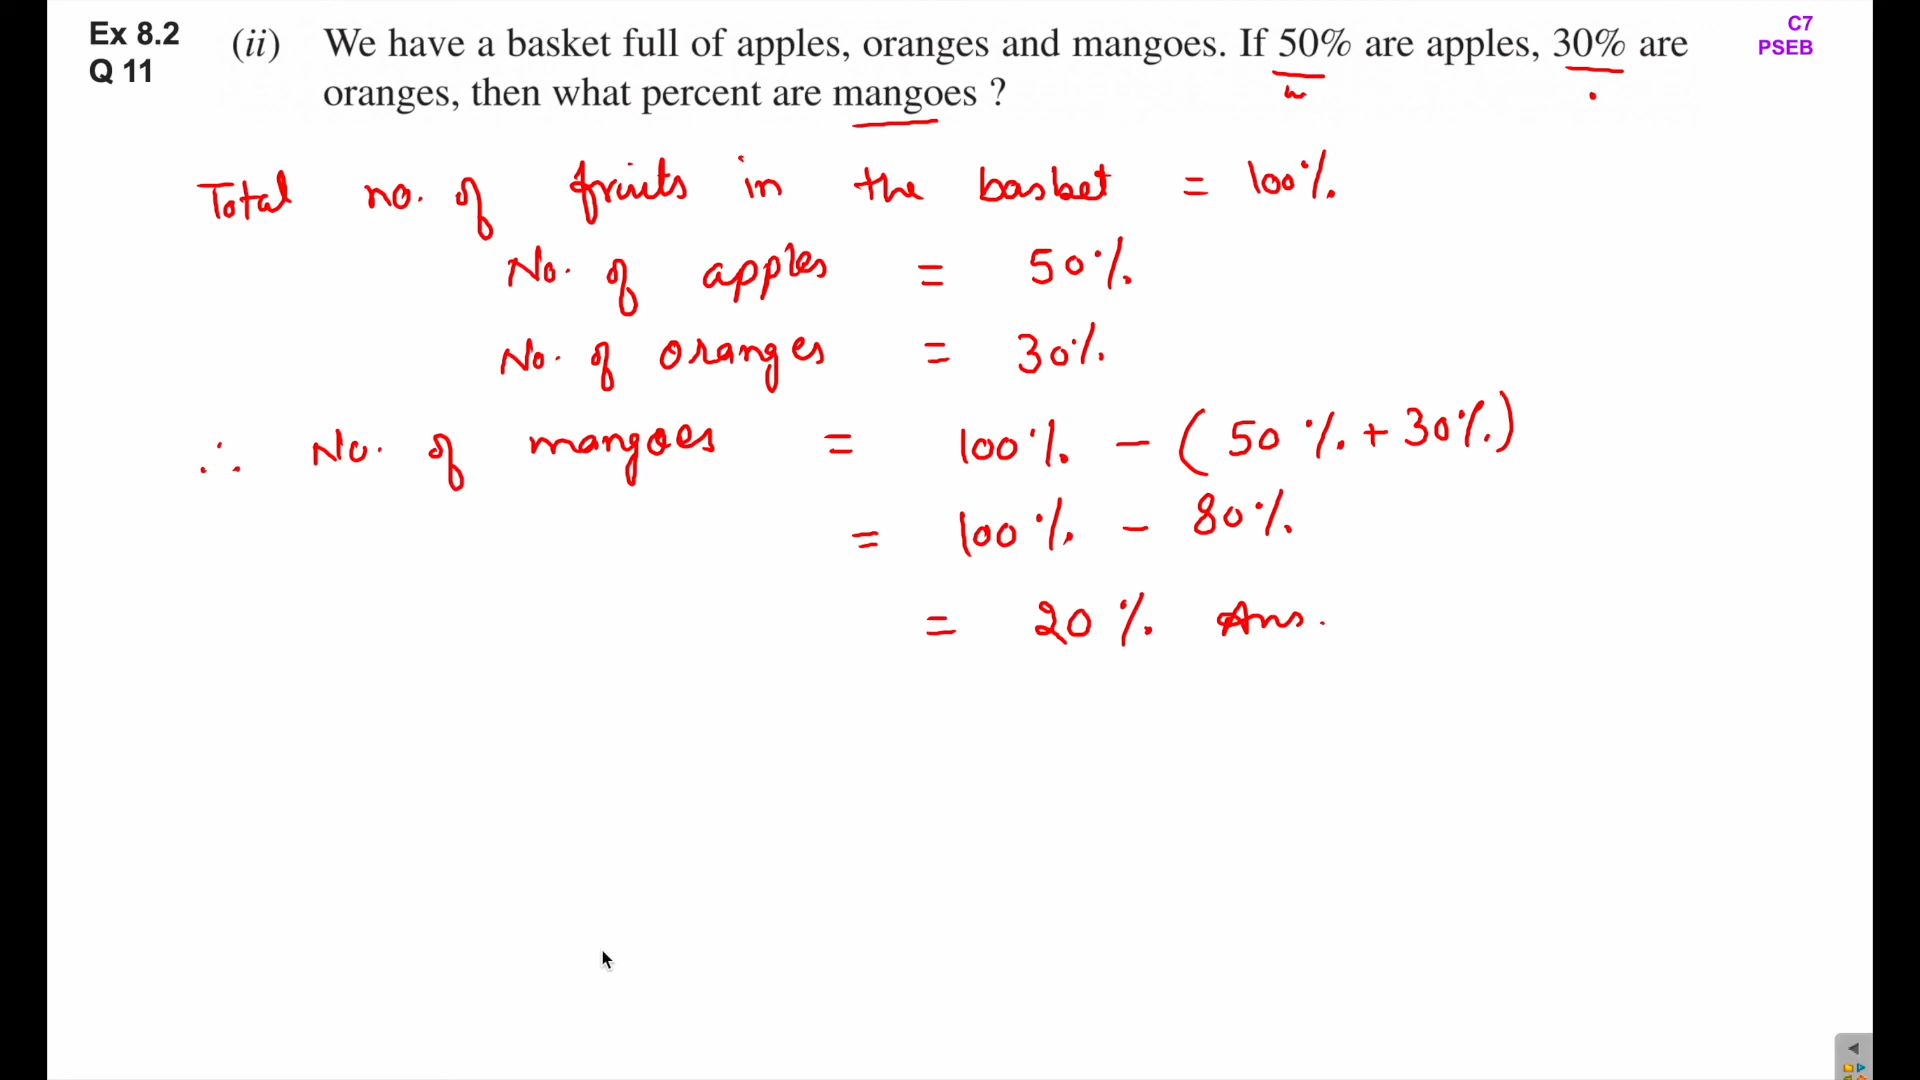 Ex 8.2
Q 11
(ii) We have a basket full of apples, oranges and mangoes. If 50% are apples, 30% are
oranges, then what percent are mangoes ?
C7
PSEB
Total no. of fruits in the basket = 100%
No. of apples = 50%
No. of oranges = 30%
∴ No. of mangoes = 100% - (50% + 30%)
= 100% - 80%
= 20% Ans.